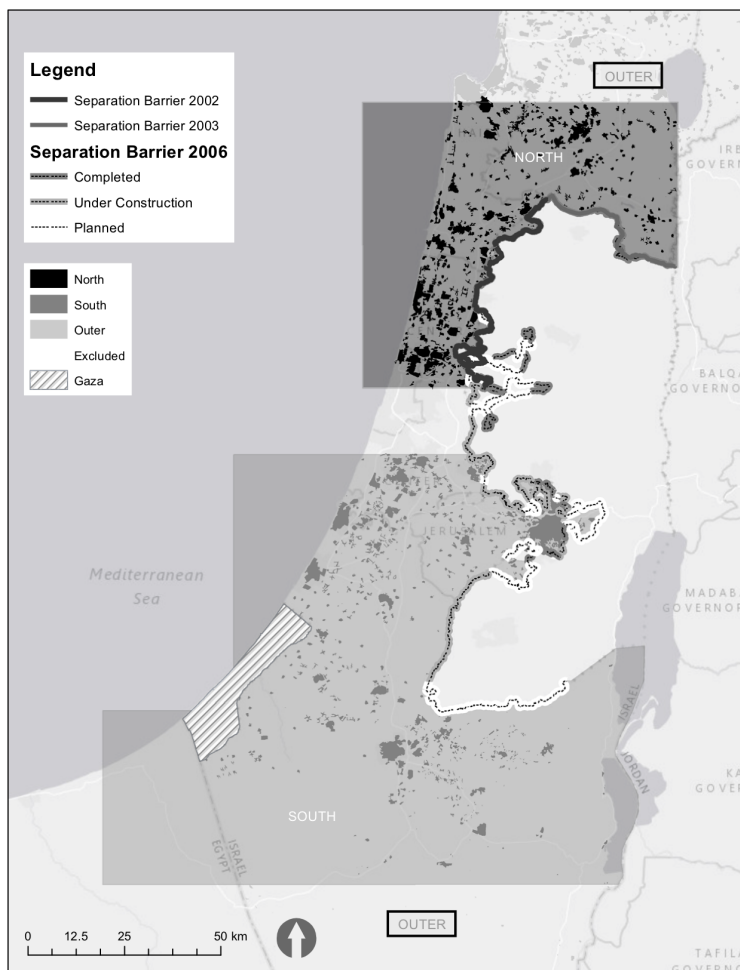 Legend
Separation Barrier 2002
Separation Barrier 2003
Separation Barrier 2006
Completed
Under Construction
Planned
North
South
Outer
Excluded
Gaza
OUTER
NORTH
JERUSALEM
Mediterranean
Sea
GOVERN
BALQA
GOVERNO
MADABA
GOVERNOR
ISRAEL
JORDAN
SOUTH
ISRAEL
EGYPT
OUTER
0 12.5 25 50 km
TAFILA